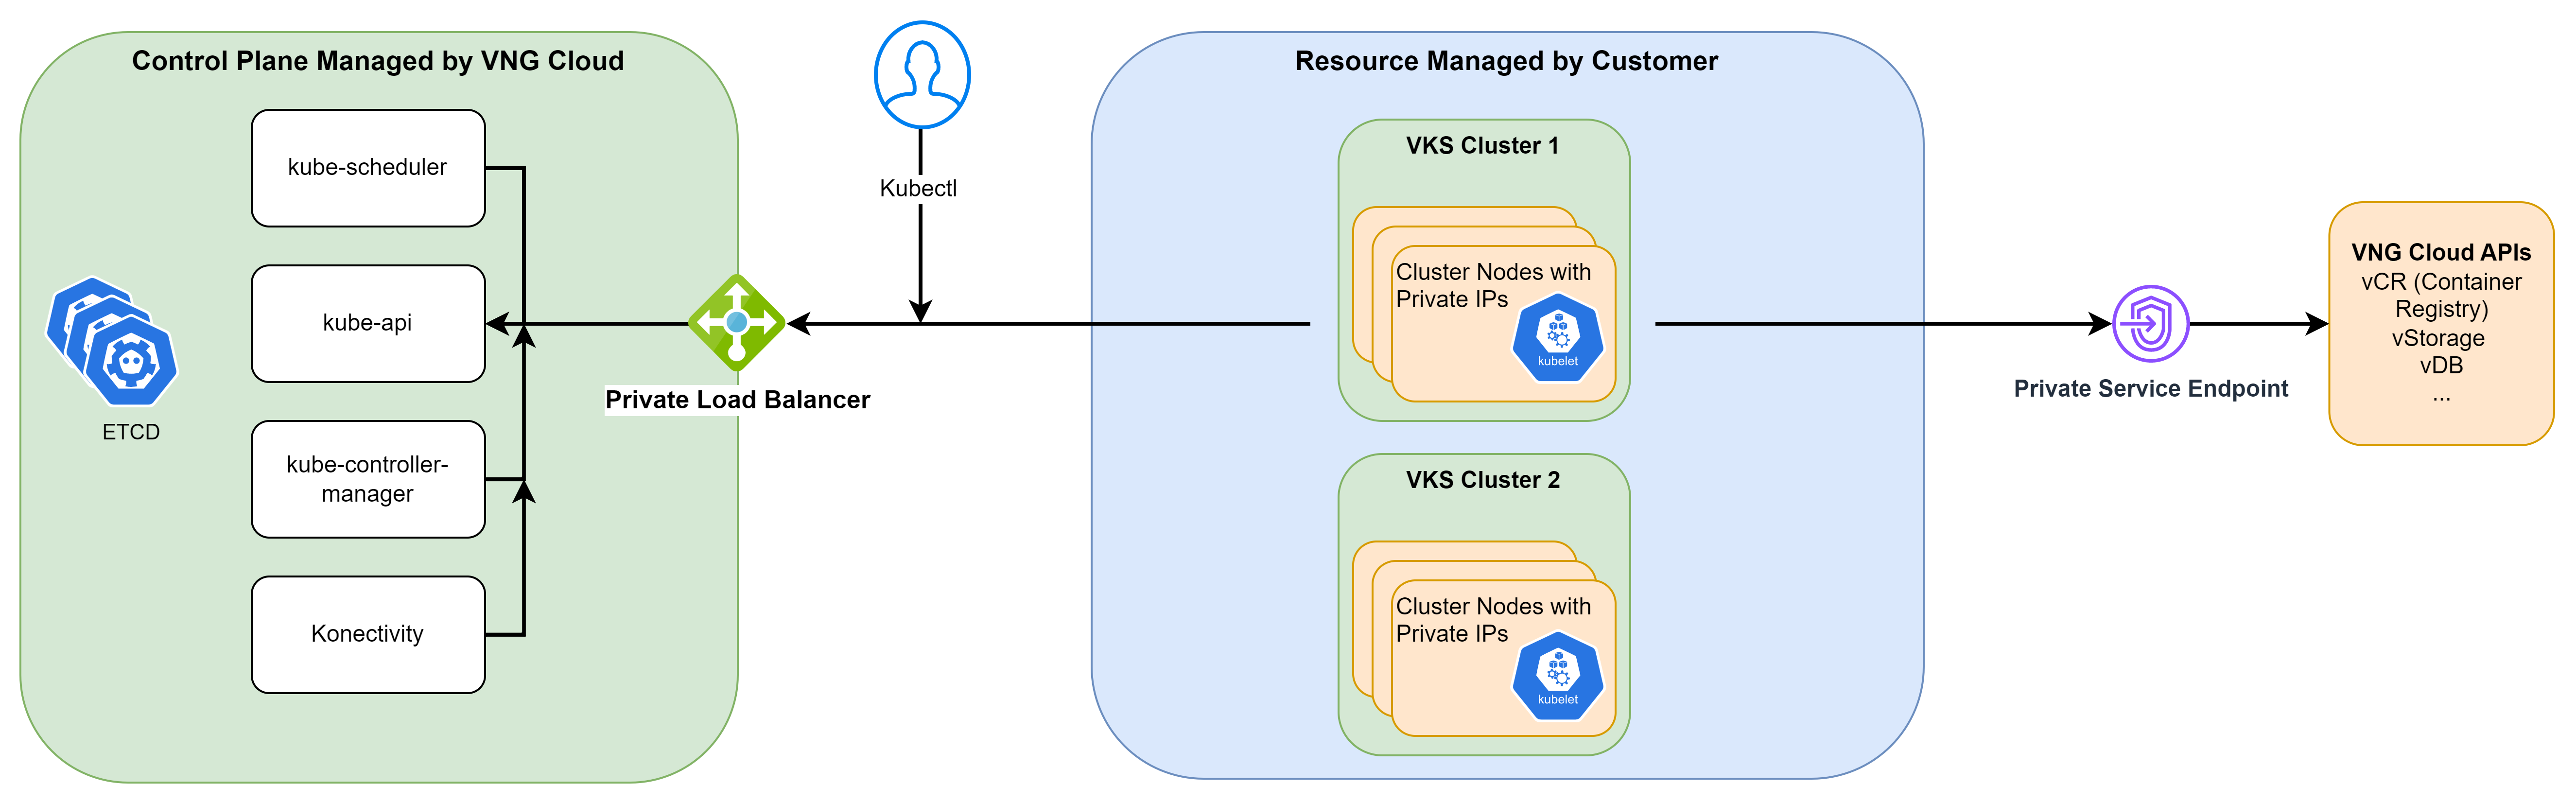 Control Plane Managed by VNG Cloud
kube-scheduler
kube-api
kube-controller-
manager
Konectivity
ETCD
Private Load Balancer
Kubectl
Resource Managed by Customer
VKS Cluster 1
Cluster Nodes with
Private IPs
kubelet
VKS Cluster 2
Cluster Nodes with
Private IPs
kubelet
Private Service Endpoint
VNG Cloud APIs
vCR (Container
Registry)
vStorage
vDB
...